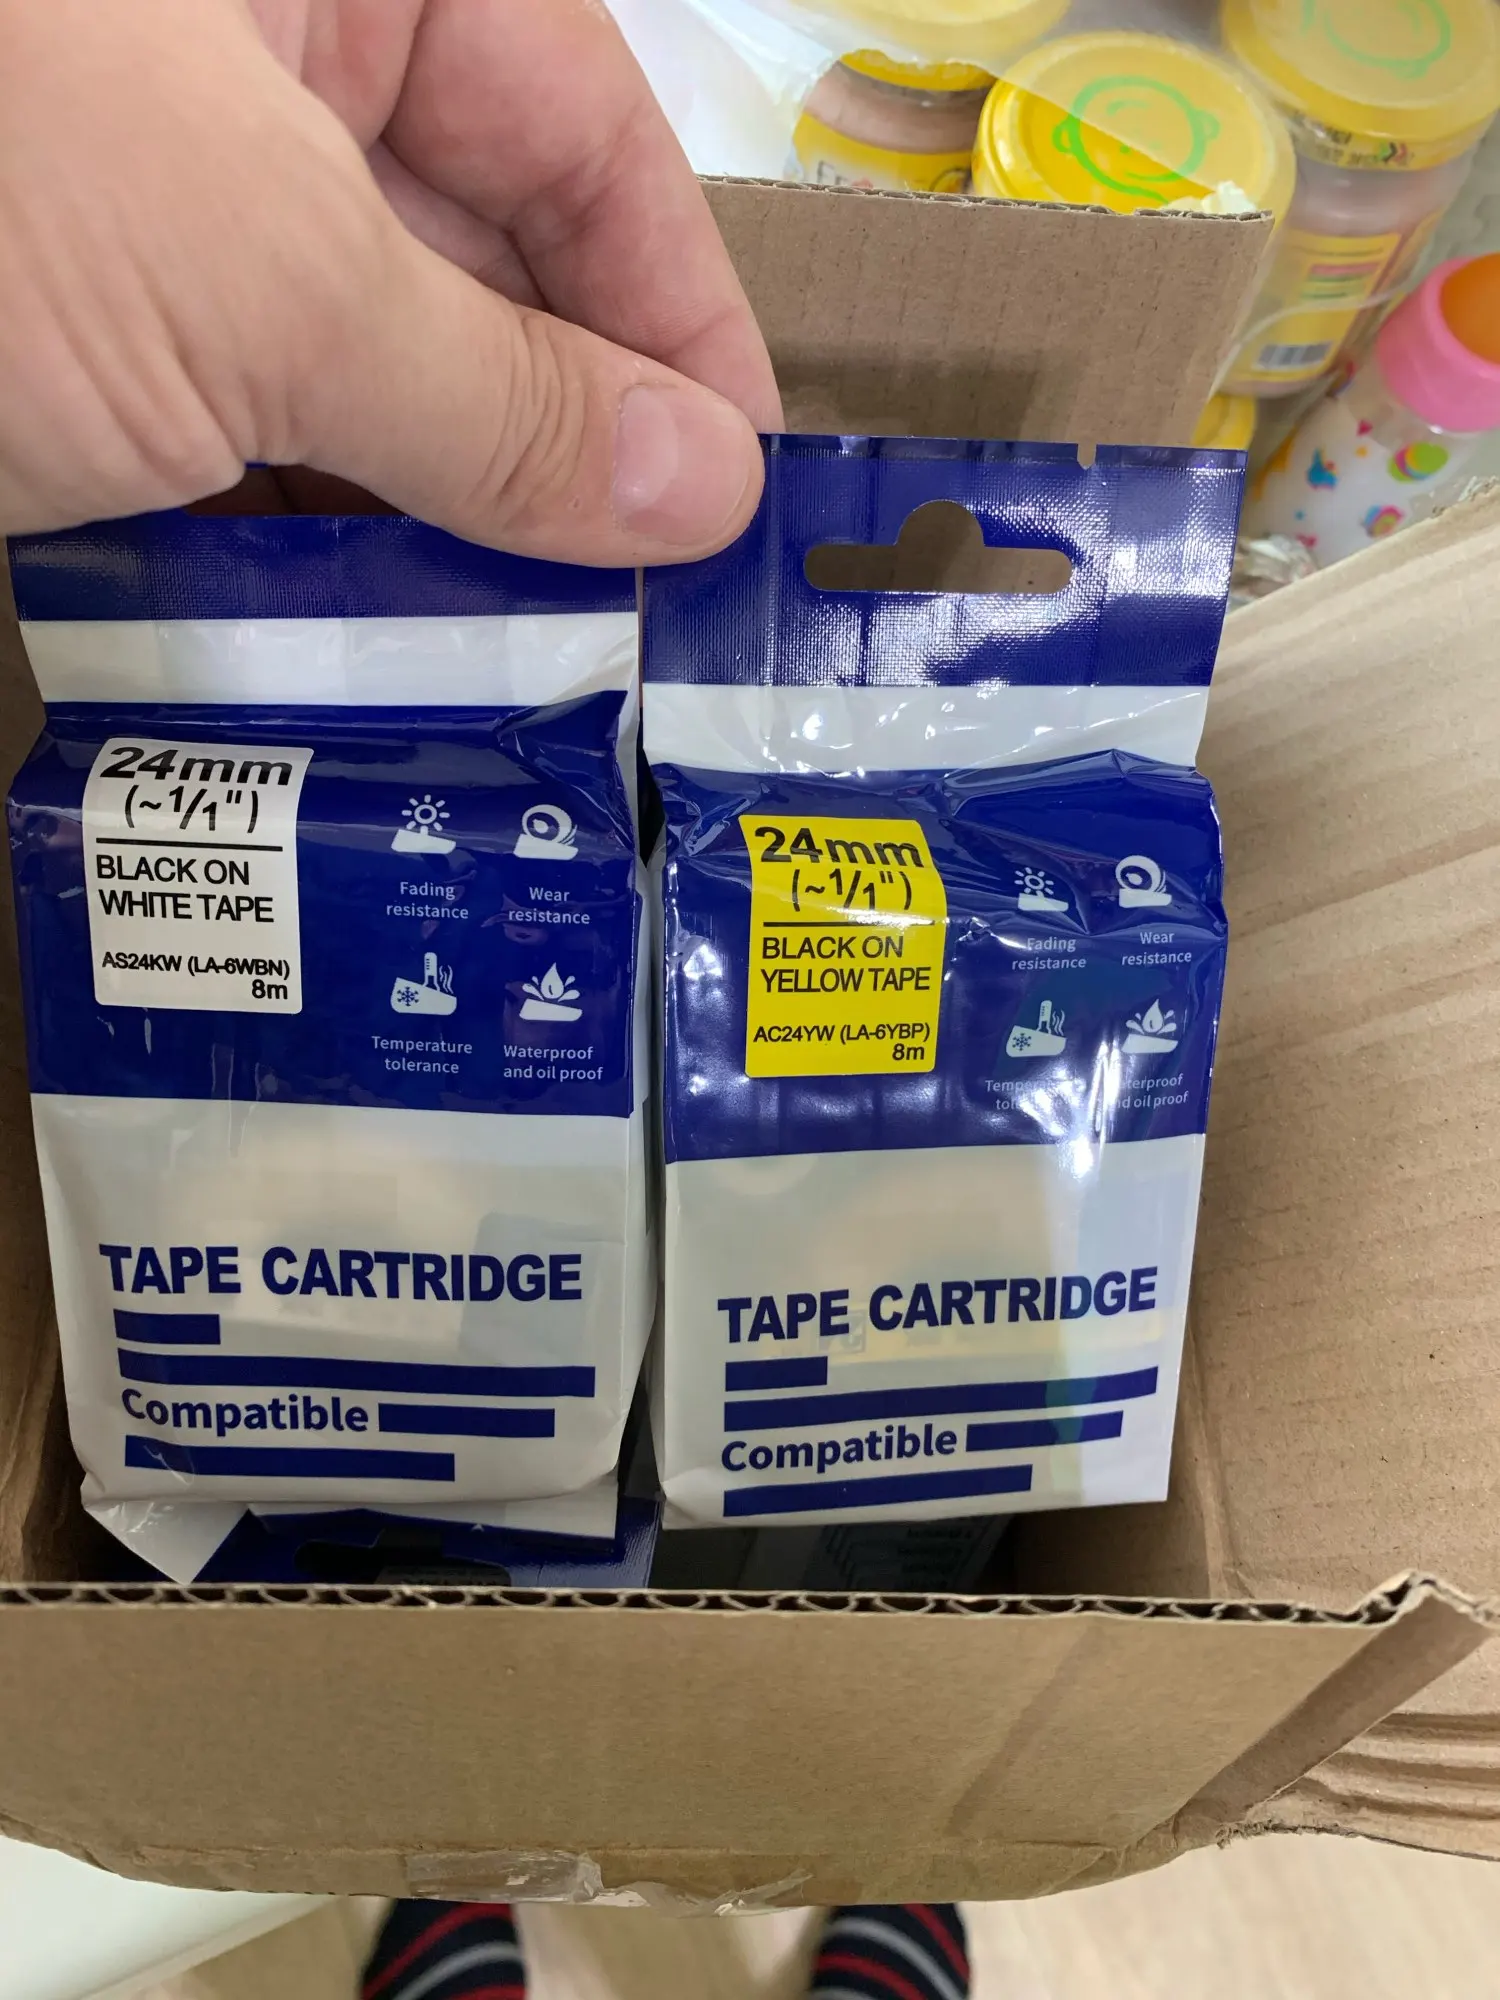 24mm
(~1/1")
BLACK ON
WHITE TAPE
AS24KW (LA-6WBN)
8m
Fading
resistance
Wear
resistance
Temperature
tolerance
Waterproof
and oil proof
TAPE CARTRIDGE
Compatible
24mm
(~1/1")
BLACK ON
YELLOW TAPE
AC24YW (LA-6YBP)
8m
Fading
resistance
Wear
resistance
oil proof
TAPE CARTRIDGE
Compatible